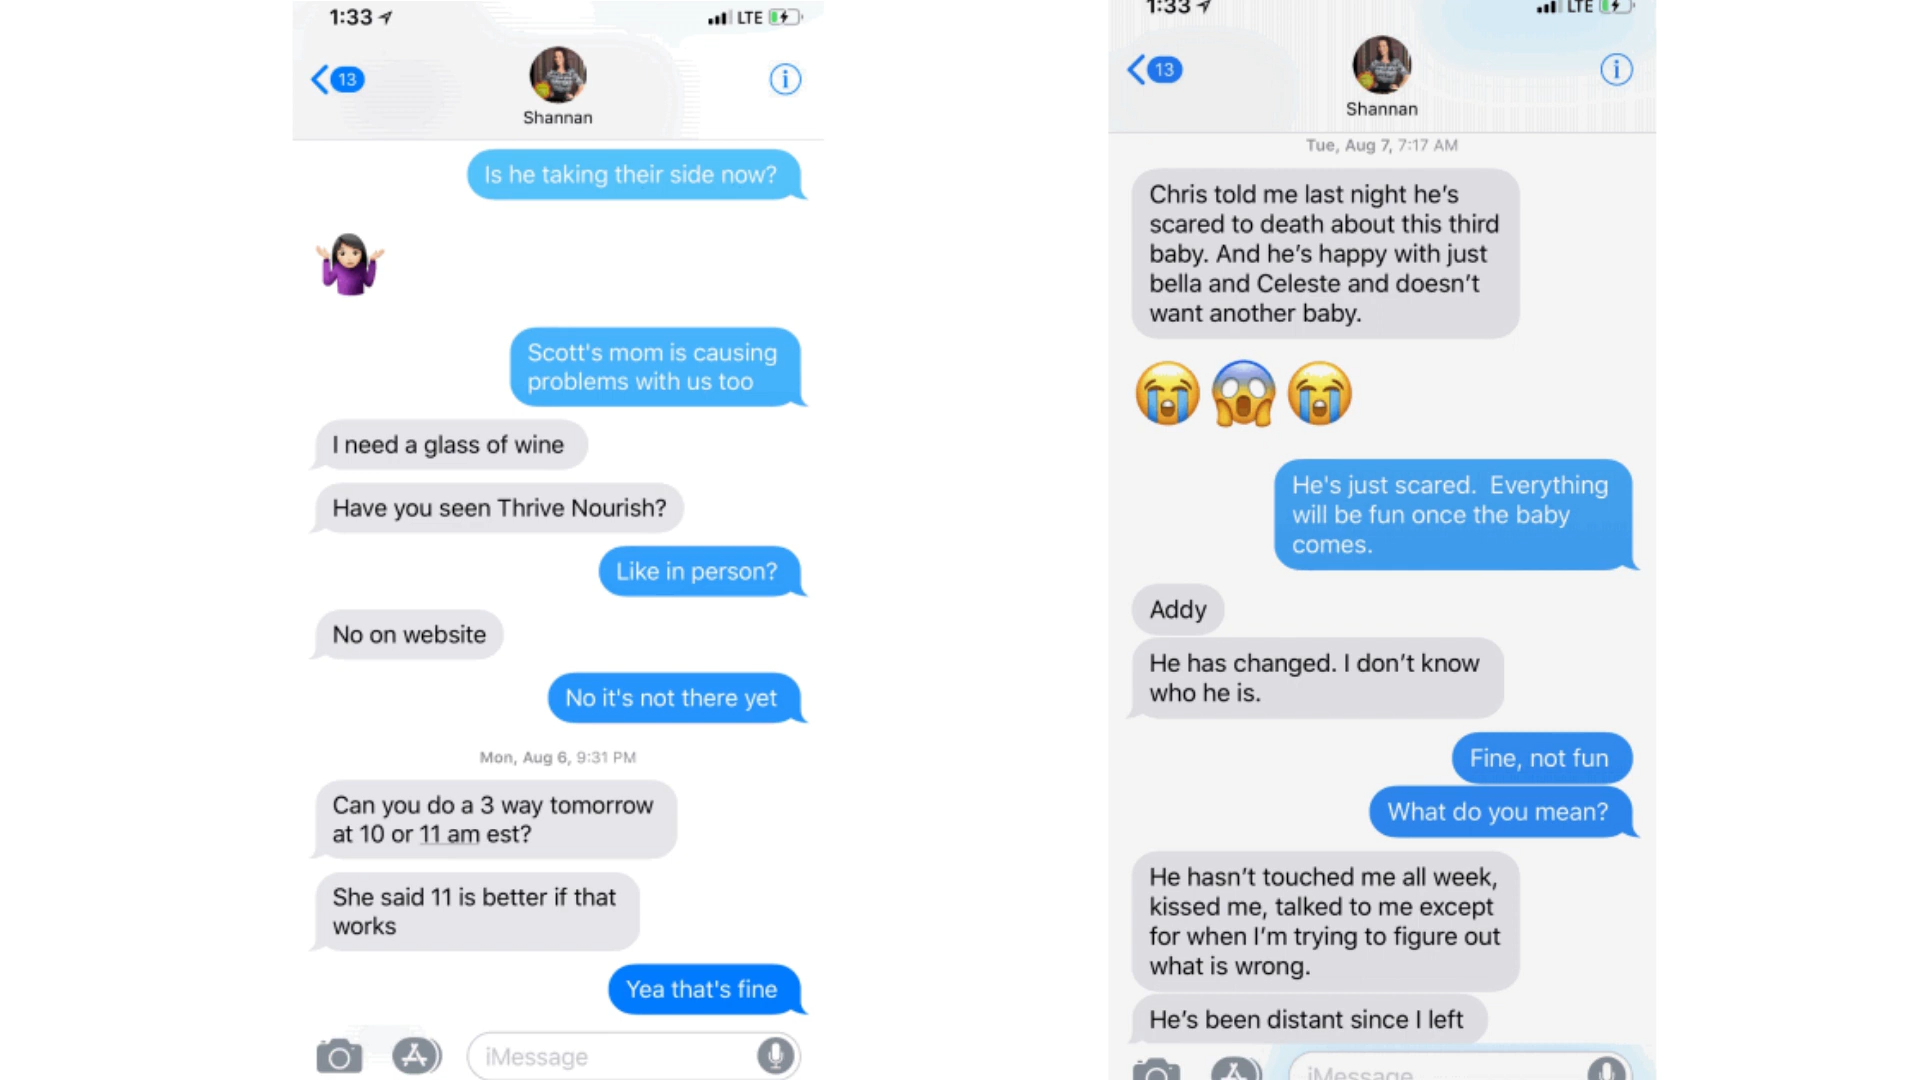 1:33
LTE
13
Shannan
Is he taking their side now?
Scott's mom is causing
problems with us too
I need a glass of wine
Have you seen Thrive Nourish?
Like in person?
No on website
No it's not there yet
Mon, Aug 6, 9:31 PM
Can you do a 3 way tomorrow
at 10 or 11 am est?
She said 11 is better if that
works
Yea that's fine
iMessage
1:33
LTE
13
Shannan
Tue, Aug 7, 7:17 AM
Chris told me last night he’s
scared to death about this third
baby. And he’s happy with just
bella and Celeste and doesn’t
want another baby.
He's just scared.  Everything
will be fun once the baby
comes.
Addy
He has changed. I don’t know
who he is.
Fine, not fun
What do you mean?
He hasn’t touched me all week,
kissed me, talked to me except
for when I’m trying to figure out
what is wrong.
He’s been distant since I left
iMessage